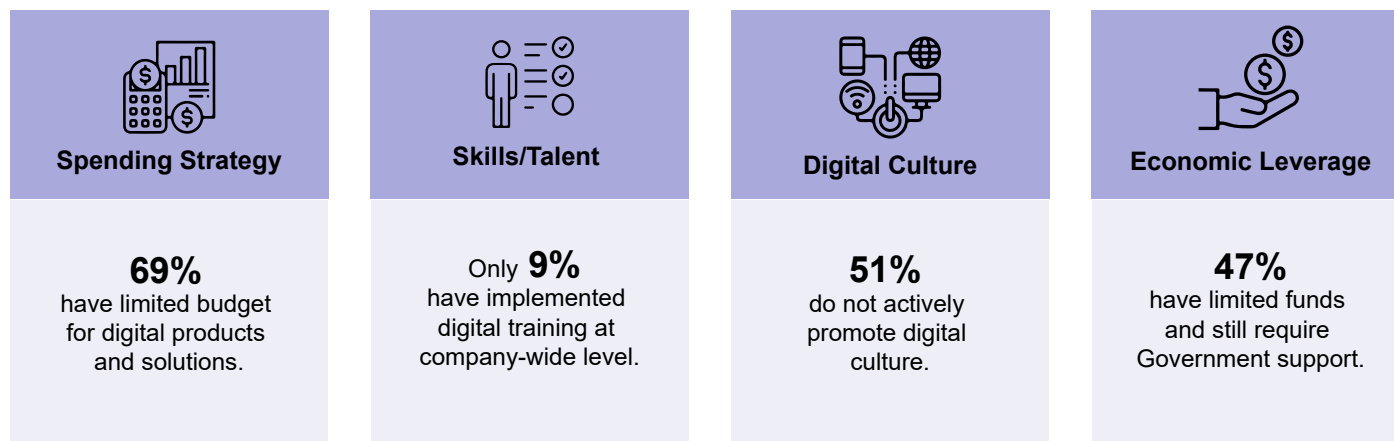 Spending Strategy
69%
have limited budget
for digital products
and solutions.
Skills/Talent
Only 9%
have implemented
digital training at
company-wide level.
Digital Culture
51%
do not actively
promote digital
culture.
Economic Leverage
47%
have limited funds
and still require
Government support.